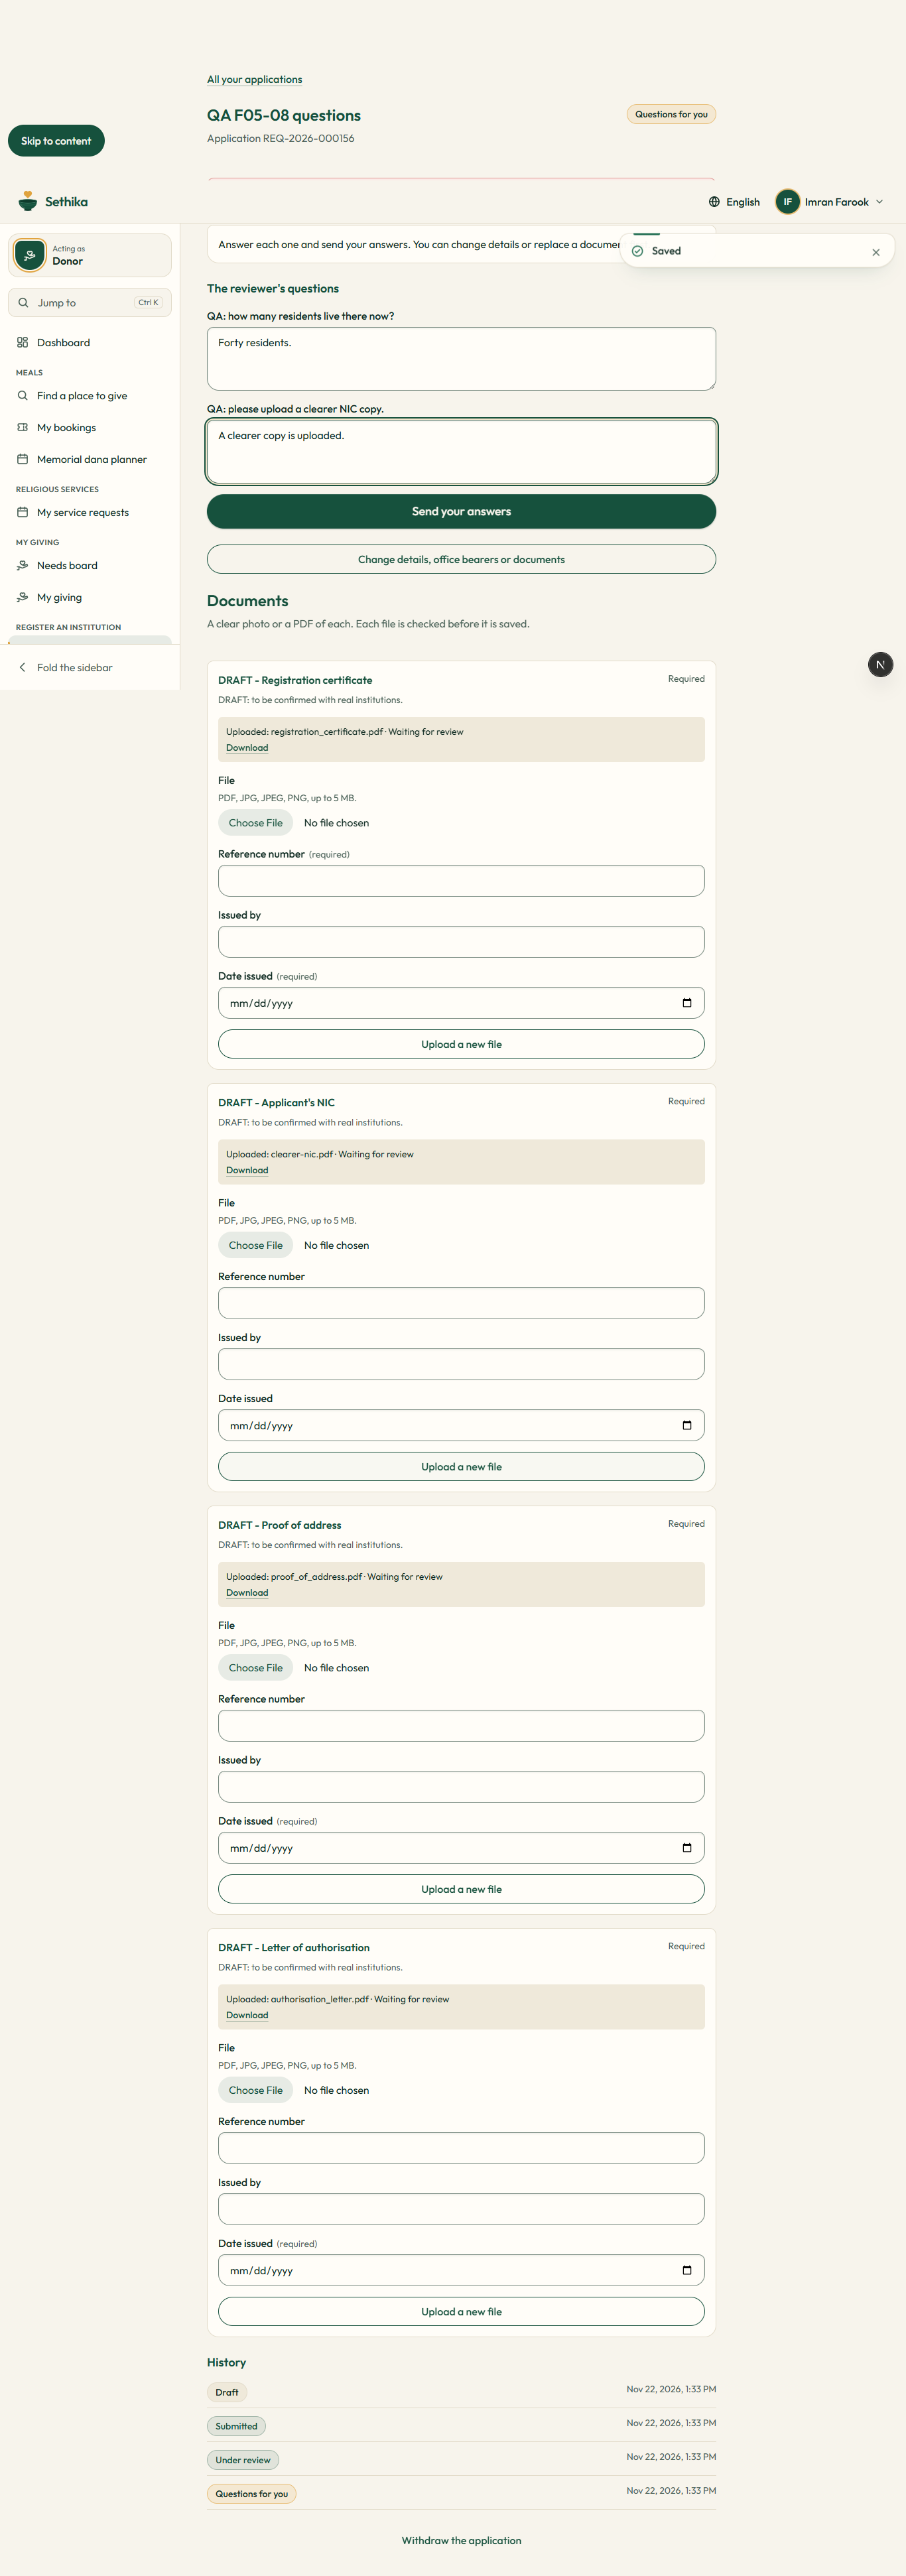 All your applications
QA F05-08 questions
Questions for you
Application REQ-2026-000156
Skip to content
Sethika
English
IF
Imran Farook
Acting as
Donor
Jump to
Ctrl K
Dashboard
MEALS
Find a place to give
My bookings
Memorial dana planner
RELIGIOUS SERVICES
My service requests
MY GIVING
Needs board
My giving
REGISTER AN INSTITUTION
Fold the sidebar
Answer each one and send your answers. You can change details or replace a
Saved
The reviewer's questions
QA: how many residents live there now?
Forty residents.
QA: please upload a clearer NIC copy.
A clearer copy is uploaded.
Send your answers
Change details, office bearers or documents
Documents
A clear photo or a PDF of each. Each file is checked before it is saved.
N
DRAFT - Registration certificate
Required
DRAFT: to be confirmed with real institutions.
Uploaded: registration_certificate.pdf · Waiting for review
Download
File
PDF, JPG, JPEG, PNG, up to 5 MB.
Choose File No file chosen
Reference number (required)
Issued by
Date issued (required)
mm/dd/yyyy
Upload a new file
DRAFT - Applicant's NIC
Required
DRAFT: to be confirmed with real institutions.
Uploaded: clearer-nic.pdf · Waiting for review
Download
File
PDF, JPG, JPEG, PNG, up to 5 MB.
Choose File No file chosen
Reference number
Issued by
Date issued
mm/dd/yyyy
Upload a new file
DRAFT - Proof of address
Required
DRAFT: to be confirmed with real institutions.
Uploaded: proof_of_address.pdf · Waiting for review
Download
File
PDF, JPG, JPEG, PNG, up to 5 MB.
Choose File No file chosen
Reference number
Issued by
Date issued (required)
mm/dd/yyyy
Upload a new file
DRAFT - Letter of authorisation
Required
DRAFT: to be confirmed with real institutions.
Uploaded: authorisation_letter.pdf · Waiting for review
Download
File
PDF, JPG, JPEG, PNG, up to 5 MB.
Choose File No file chosen
Reference number
Issued by
Date issued (required)
mm/dd/yyyy
Upload a new file
History
Draft
Nov 22, 2026, 1:33 PM
Submitted
Nov 22, 2026, 1:33 PM
Under review
Nov 22, 2026, 1:33 PM
Questions for you
Nov 22, 2026, 1:33 PM
Withdraw the application